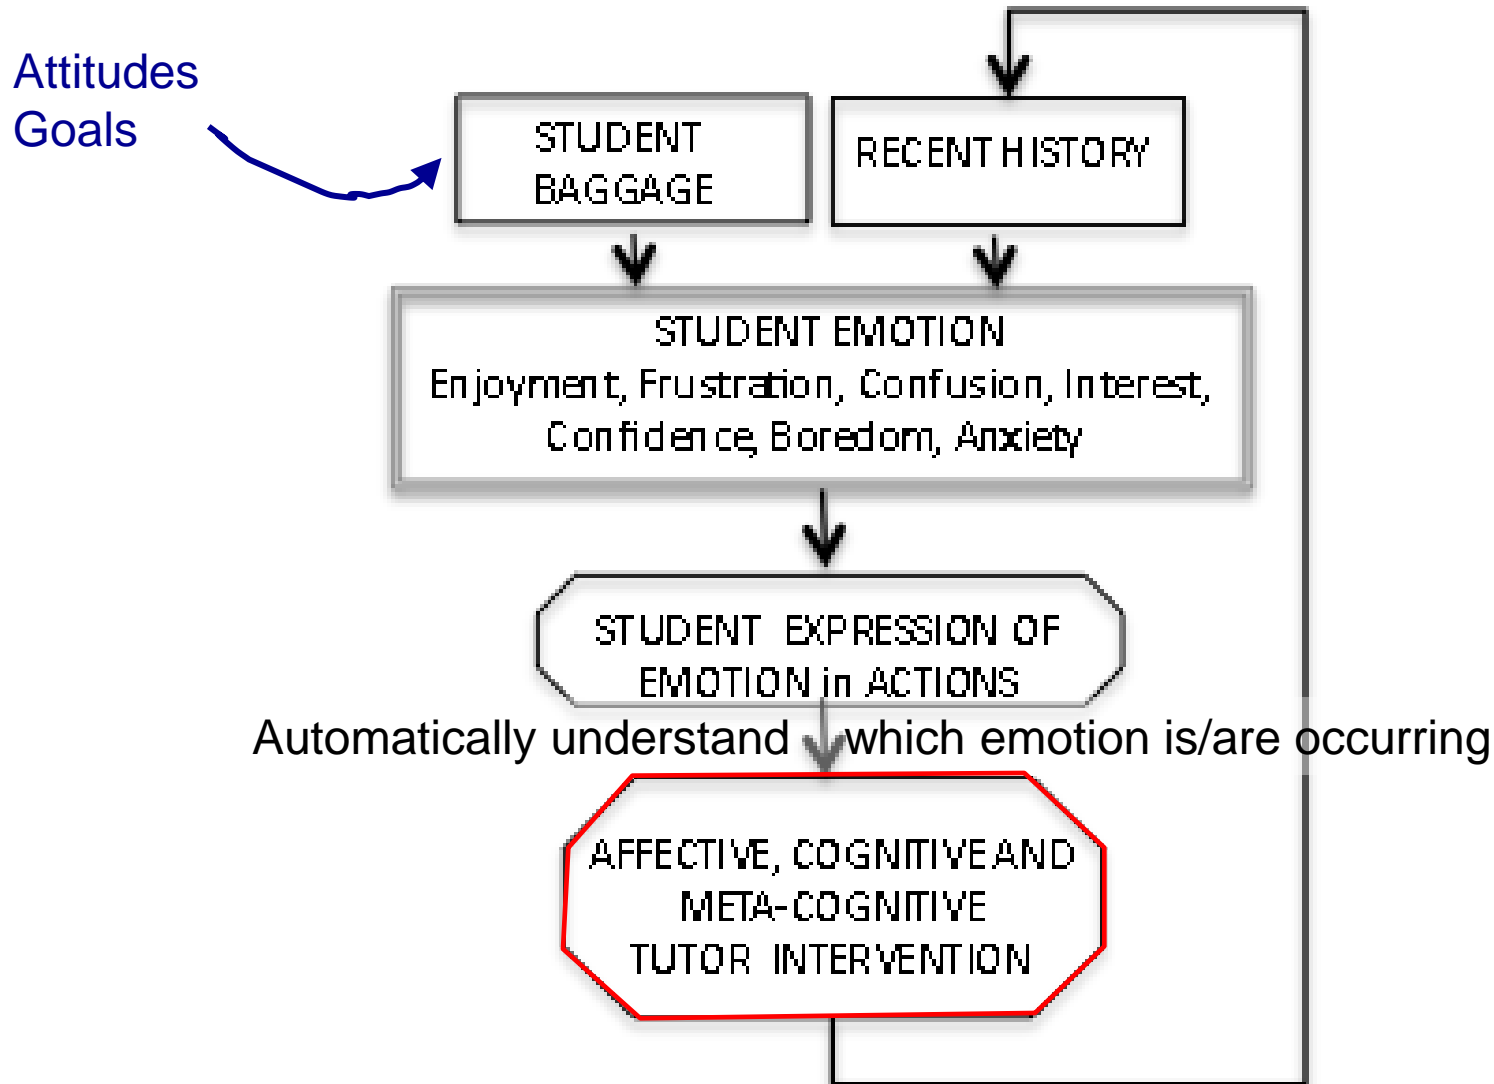 Attitudes
Goals
STUDENT
BAGGAGE
RECENT HISTORY
STUDENT EMOTION
Enjoyment, Frustration, Confusion, Interest,
Confidence, Boredom, Anxiety
STUDENT EXPRESSION OF
EMOTION in ACTIONS
Automatically understand which emotion is/are occurring
AFFECTIVE, COGNITIVE AND
META-COGNITIVE
TUTOR INTERVENTION